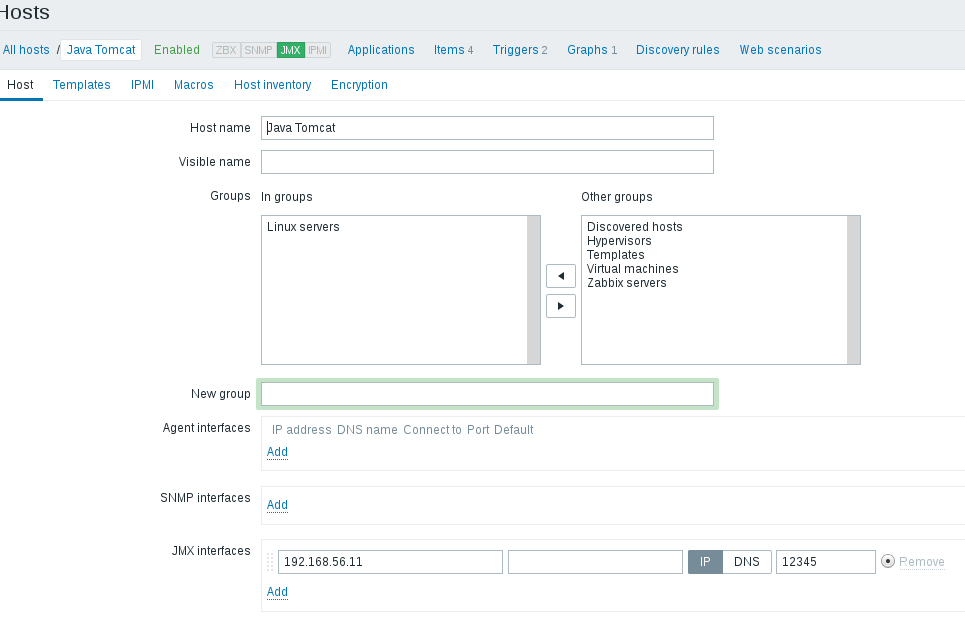 Hosts
All hosts / Java Tomcat Enabled ZBX SNMP JMX IPMI Applications Items 4 Triggers 2 Graphs 1 Discovery rules Web scenarios
Host Templates IPMI Macros Host inventory Encryption
Host name Java Tomcat
Visible name
Groups In groups Other groups
Linux servers Discovered hosts
Hypervisors
Templates
Virtual machines
Zabbix servers
New group
Agent interfaces IP address DNS name Connect to Port Default
Add
SNMP interfaces Add
JMX interfaces 192.168.56.11 IP DNS 12345 Remove
Add